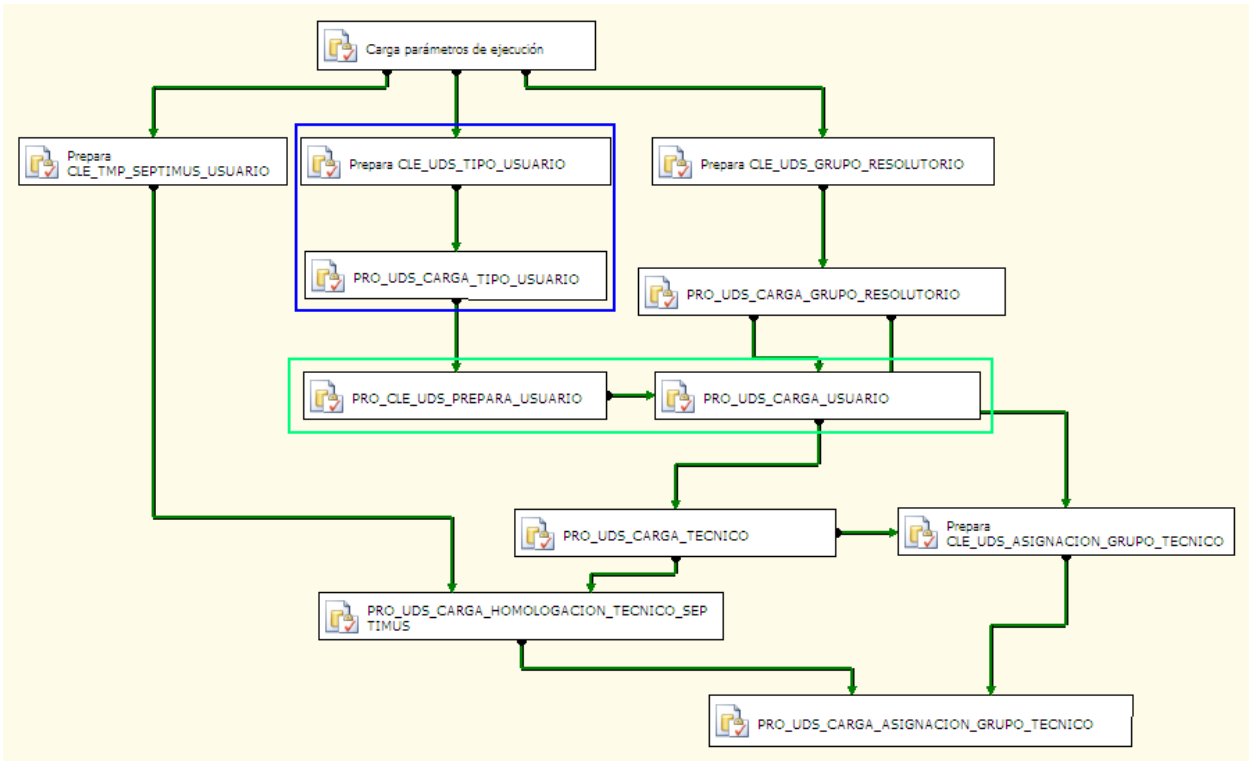 Carga parámetros de ejecución
Prepara
CLE_TMP_SEPTIMUS_USUARIO
Prepara CLE_UDS_TIPO_USUARIO
Prepara CLE_UDS_GRUPO_RESOLUTORIO
PRO_UDS_CARGA_TIPO_USUARIO
PRO_UDS_CARGA_GRUPO_RESOLUTORIO
PRO_CLE_UDS_PREPARA_USUARIO
PRO_UDS_CARGA_USUARIO
PRO_UDS_CARGA_TECNICO
Prepara
CLE_UDS_ASIGNACION_GRUPO_TECNICO
PRO_UDS_CARGA_HOMOLOGACION_TECNICO_SEP
TIMUS
PRO_UDS_CARGA_ASIGNACION_GRUPO_TECNICO